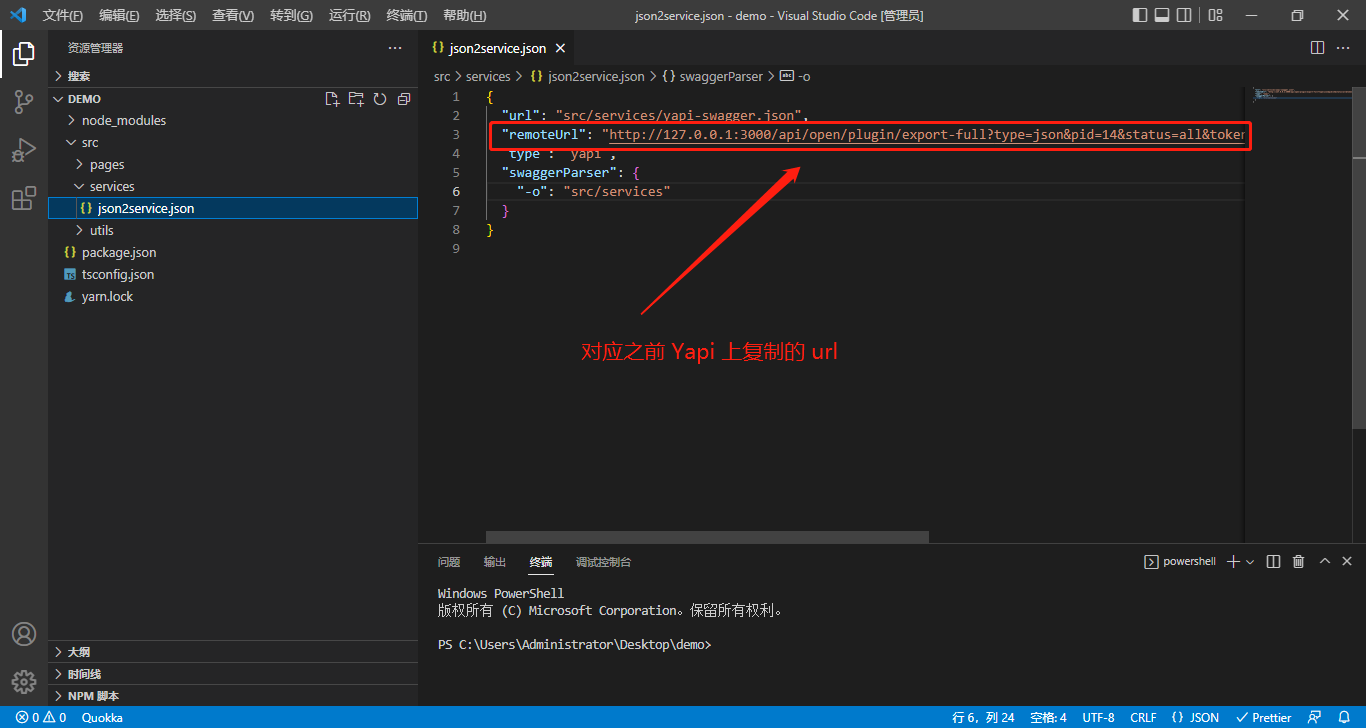 文件(F) 编辑(E) 选择(S) 查看(V) 转到(G) 运行(R) 终端(T) 帮助(H) json2service.json - demo - Visual Studio Code [管理员]
资源管理器
搜索
DEMO
node_modules
src
pages
services
{} json2service.json
utils
{} package.json
TS tsconfig.json
yarn.lock
大纲
时间线
NPM 脚本
{} json2service.json
src > services > {} json2service.json > {} swaggerParser > abc -o
1 {
2 "url": "src/services/yapi-swagger.json",
3 "remoteUrl": "http://127.0.0.1:3000/api/open/plugin/export-full?type=json&pid=14&status=all&token
4 "type": "yapi",
5 "swaggerParser": {
6 "-o": "src/services"
7 }
8 }
9
对应之前 Yapi 上复制的 url
问题 输出 终端 调试控制台 powershell
Windows PowerShell
版权所有 (C) Microsoft Corporation。保留所有权利。
PS C:\Users\Administrator\Desktop\demo>
0 0 Quokka 行 6，列 24 空格: 4 UTF-8 CRLF {} JSON Prettier